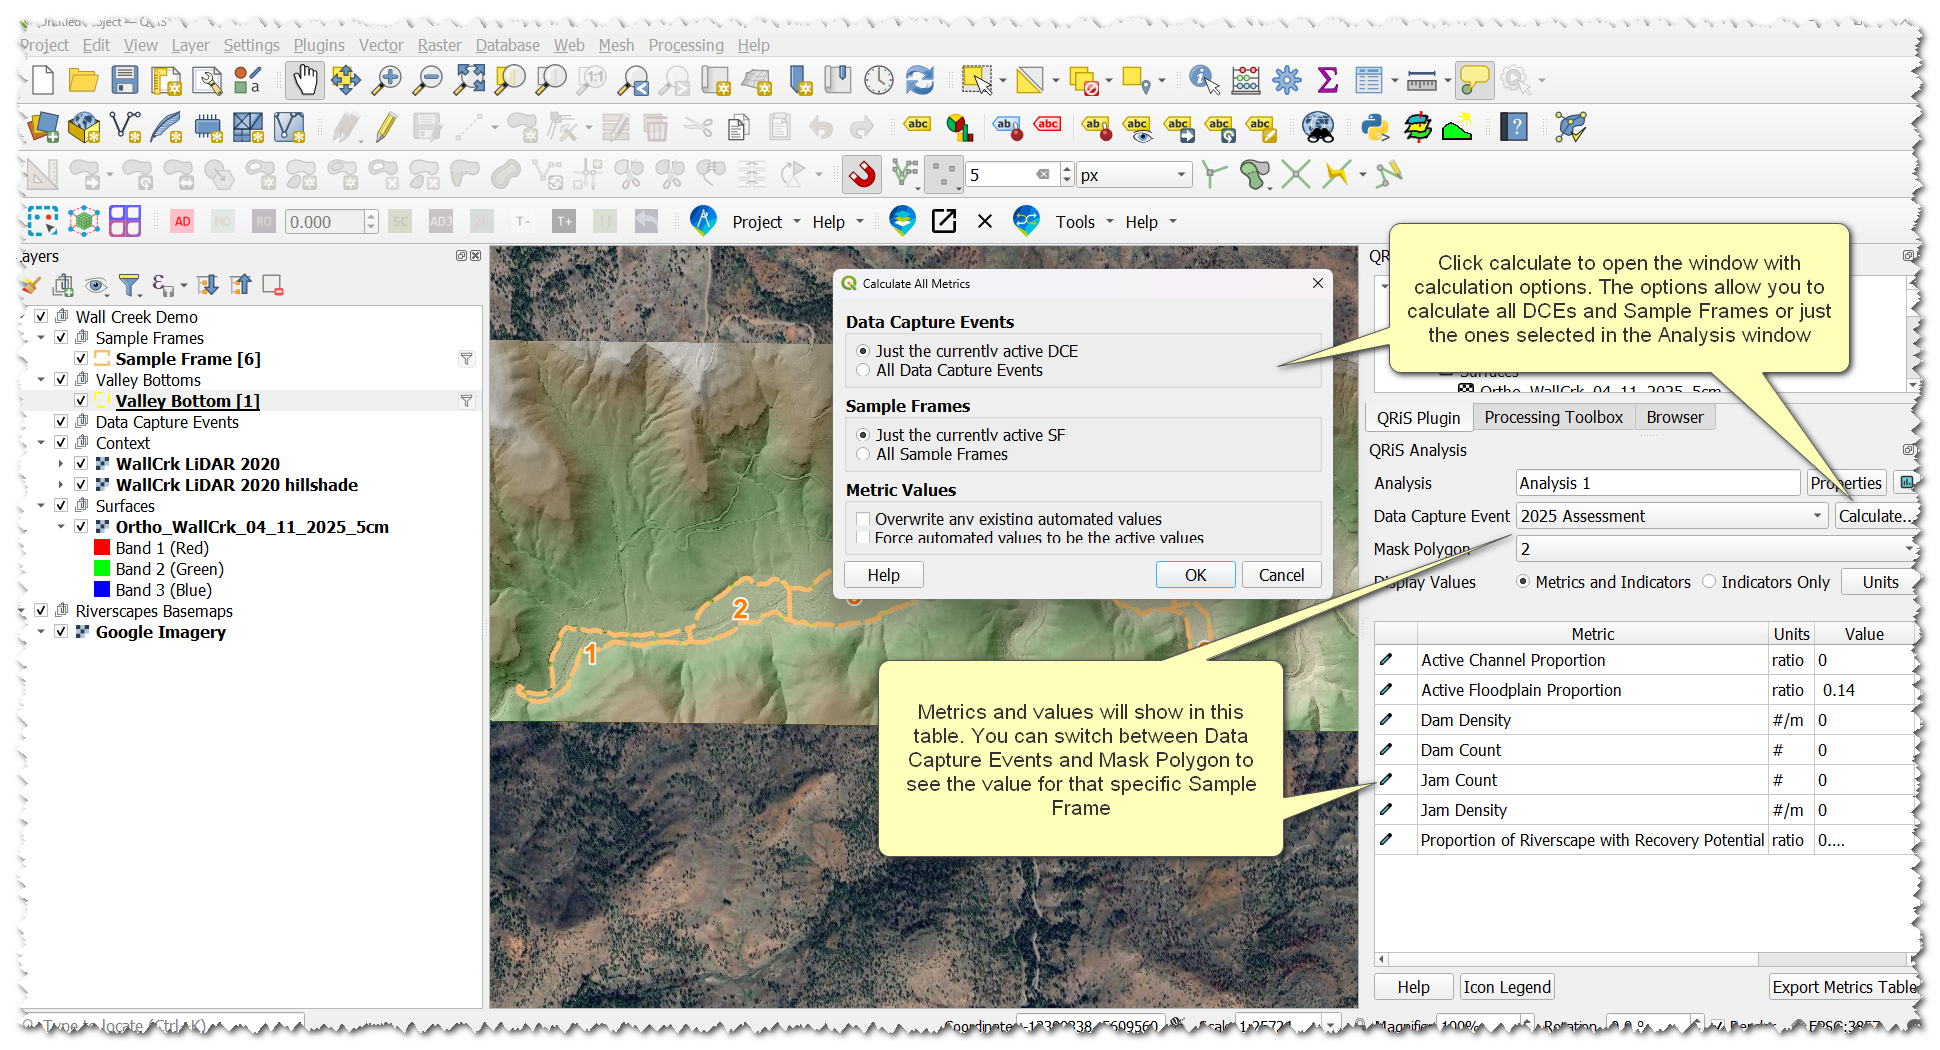 Untitled Project — QGIS
Project Edit View Layer Settings Plugins Vector Raster Database Web Mesh Processing Help
5 px
AD MO RO 0.000 SC ADJ T- T+ Project Help Tools Help
Layers
Wall Creek Demo
Sample Frames
Sample Frame [6]
Valley Bottoms
Valley Bottom [1]
Data Capture Events
Context
WallCrk LiDAR 2020
WallCrk LiDAR 2020 hillshade
Surfaces
Ortho_WallCrk_04_11_2025_5cm
Band 1 (Red)
Band 2 (Green)
Band 3 (Blue)
Riverscapes Basemaps
Google Imagery
Type to locate (Ctrl+K)
1
2
Calculate All Metrics
Data Capture Events
Just the currently active DCE
All Data Capture Events
Sample Frames
Just the currently active SF
All Sample Frames
Metric Values
Overwrite any existing automated values
Force automated values to be the active values
Help OK Cancel
Click calculate to open the window with
calculation options. The options allow you to
calculate all DCEs and Sample Frames or just
the ones selected in the Analysis window
Metrics and values will show in this
table. You can switch between Data
Capture Events and Mask Polygon to
see the value for that specific Sample
Frame
Surfaces
Ortho_WallCrk_04_11_2025_5cm
QRiS Plugin Processing Toolbox Browser
QRiS Analysis
Analysis Analysis 1 Properties
Data Capture Event 2025 Assessment Calculate...
Mask Polygon 2
Display Values Metrics and Indicators Indicators Only Units
Metric Units Value
Active Channel Proportion ratio 0
Active Floodplain Proportion ratio 0.14
Dam Density #/m 0
Dam Count # 0
Jam Count # 0
Jam Density #/m 0
Proportion of Riverscape with Recovery Potential ratio 0....
Help Icon Legend Export Metrics Table
Coordinate Scale Magnifier 100% Rotation EPSG:3857